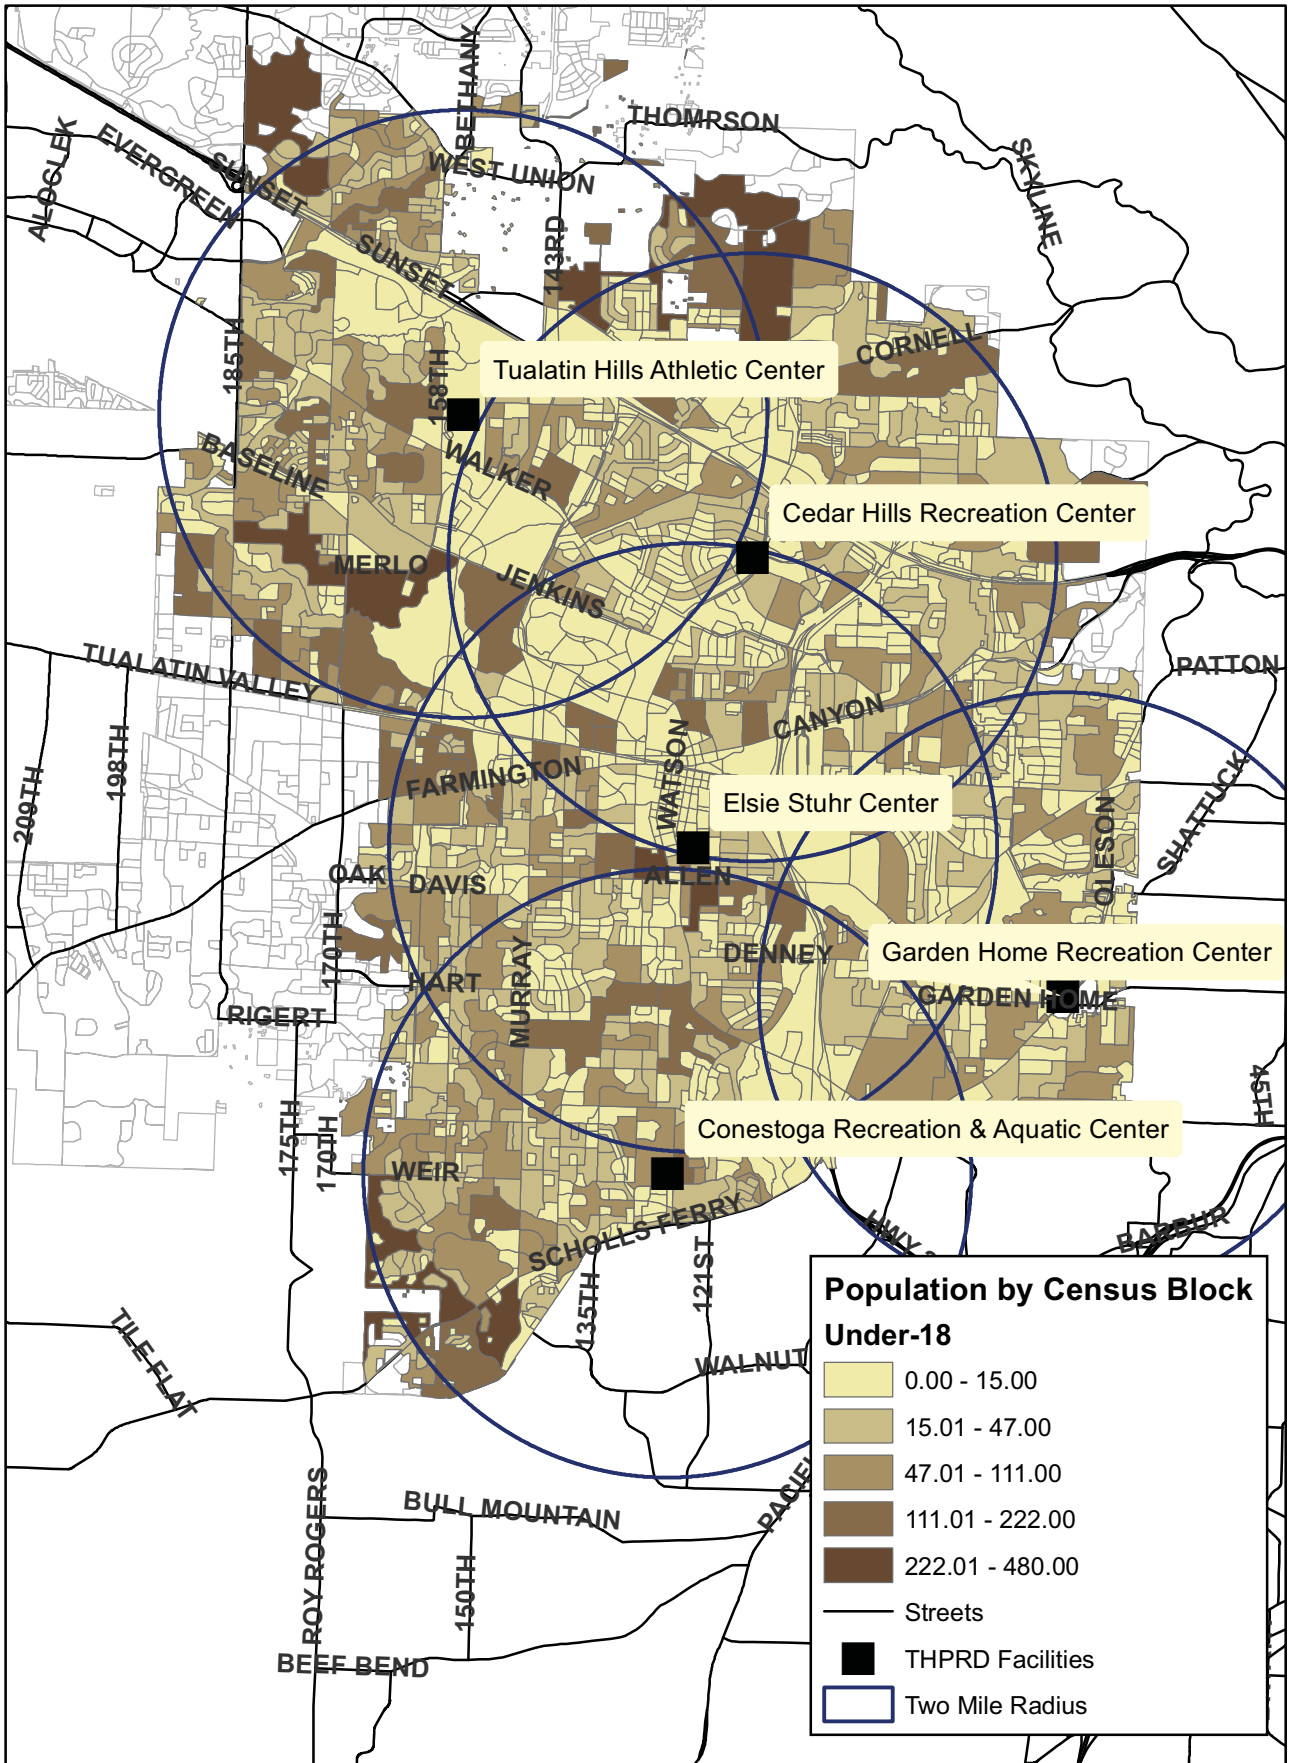 BETHANY
THOMPSON
SKYLINE
ALOCLEK
EVERGREEN
SUNSET
WEST UNION
143RD
SUNSET
185TH
158TH
CORNELL
Tualatin Hills Athletic Center
BASELINE
WALKER
Cedar Hills Recreation Center
MERLO
JENKINS
TUALATIN VALLEY
PATTON
198TH
209TH
CANYON
WATSON
FARMINGTON
Elsie Stuhr Center
SHATTUCK
OLESON
OAK
DAVIS
ALLEN
170TH
HART
MURRAY
DENNEY
Garden Home Recreation Center
GARDEN HOME
RIGERT
45TH
175TH
170TH
Conestoga Recreation & Aquatic Center
WEIR
SCHOLLS FERRY
HWY
BARBUR
121ST
135TH
TILE FLAT
WALNUT
ROY ROGERS
BULL MOUNTAIN
150TH
BEEF BEND
Population by Census Block
Under-18
0.00 - 15.00
15.01 - 47.00
47.01 - 111.00
111.01 - 222.00
222.01 - 480.00
Streets
THPRD Facilities
Two Mile Radius